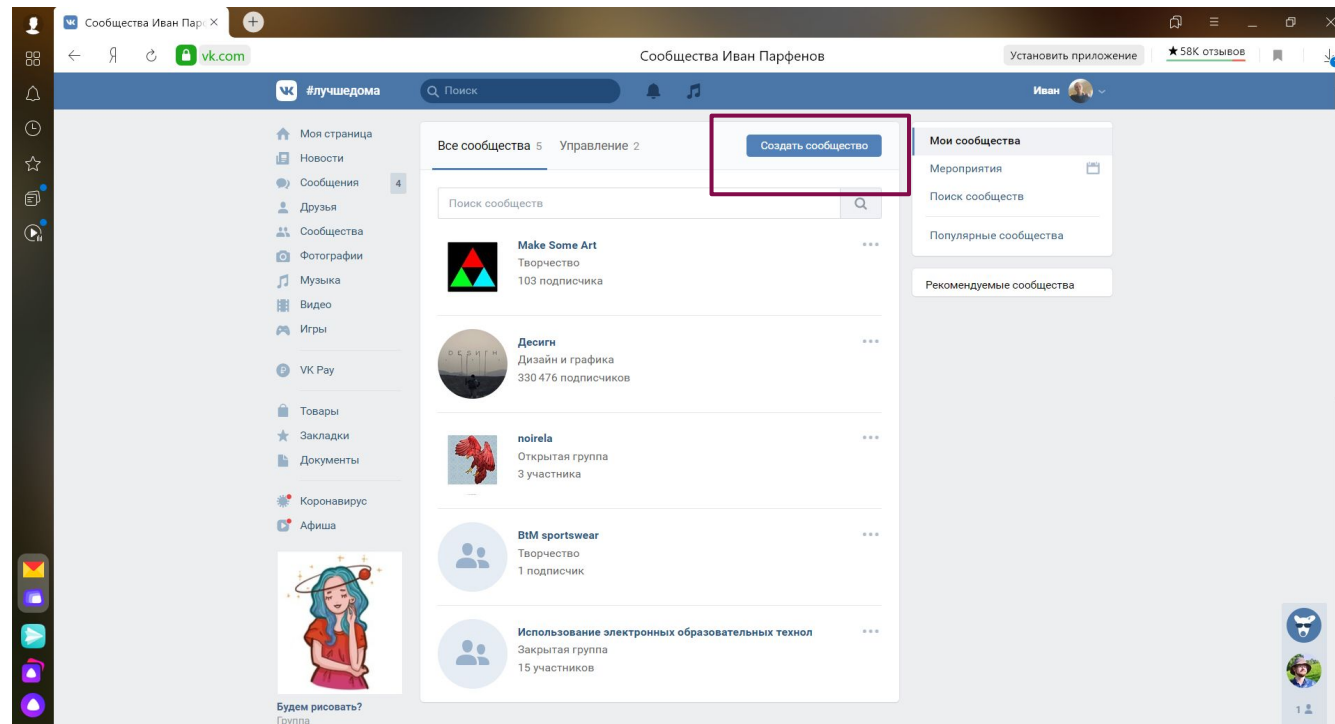 Сообщества Иван Пар
vk.com
Сообщества Иван Парфенов
Установить приложение
★ 58K отзывов
#лучшедома
Поиск
Иван
Моя страница
Новости
Сообщения 4
Друзья
Сообщества
Фотографии
Музыка
Видео
Игры
VK Pay
Товары
Закладки
Документы
Коронавирус
Афиша
Будем рисовать?
Группа
Все сообщества 5 Управление 2
Создать сообщество
Поиск сообществ
Make Some Art
Творчество
103 подписчика
ДЕСИГН
Десигн
Дизайн и графика
330 476 подписчиков
noirela
Открытая группа
3 участника
BtM sportswear
Творчество
1 подписчик
Использование электронных образовательных технол
Закрытая группа
15 участников
Мои сообщества
Мероприятия
Поиск сообществ
Популярные сообщества
Рекомендуемые сообщества
1